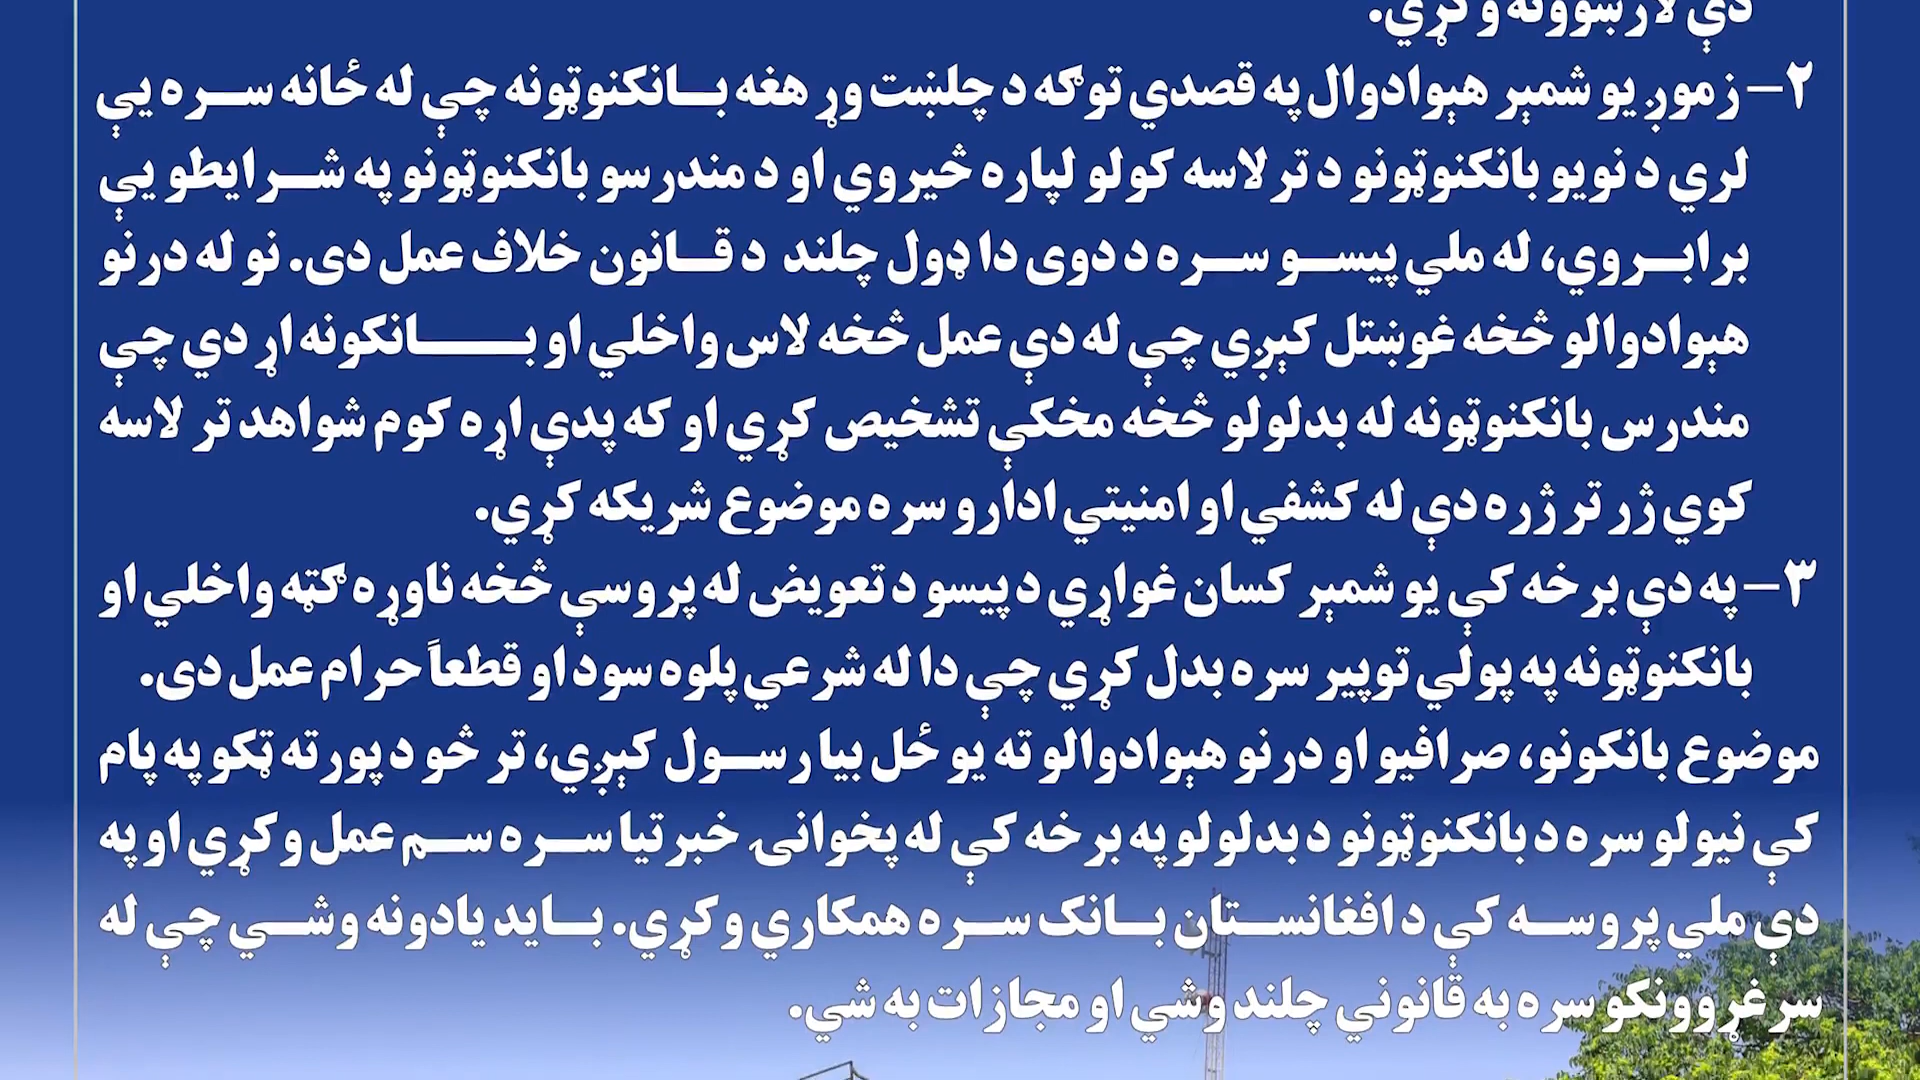 دې لارښوونه وکړي.
۲- زموږ یو شمېر هېوادوال په قصدي توګه د چلښت وړ هغه بانکنوټونه چې له ځانه سره یې
لري د نویو بانکنوټونو د تر لاسه کولو لپاره څیروي او د مندرسو بانکنوټونو په شرایطو یې
برابروي، له ملي پیسو سره د دوی دا ډول چلند د قانون خلاف عمل دی. نو له درنو
هېوادوالو څخه غوښتل کېږي چې له دې عمل څخه لاس واخلي او بانکونه اړ دي چې
مندرس بانکنوټونه له بدلولو څخه مخکې تشخیص کړي او که پدې اړه کوم شواهد تر لاسه
کوي ژر تر ژره دې له کشفي او امنیتي ادارو سره موضوع شریکه کړي.
۳- په دې برخه کې یو شمېر کسان غواړي د پیسو د تعویض له پروسې څخه ناوړه ګټه واخلي او
بانکنوټونه په پولي توپیر سره بدل کړي چې دا له شرعي پلوه سود او قطعاً حرام عمل دی.
موضوع بانکونو، صرافیو او درنو هېوادوالو ته یو ځل بیا رسول کېږي، تر څو د پورته ټکو په پام
کې نیولو سره د بانکنوټونو د بدلولو په برخه کې له پخوانۍ خبرتیا سره سم عمل وکړي او په
دې ملي پروسه کې د افغانستان بانک سره همکاري وکړي. باید یادونه وشي چې له
سرغړوونکو سره به قانوني چلند وشي او مجازات به شي.